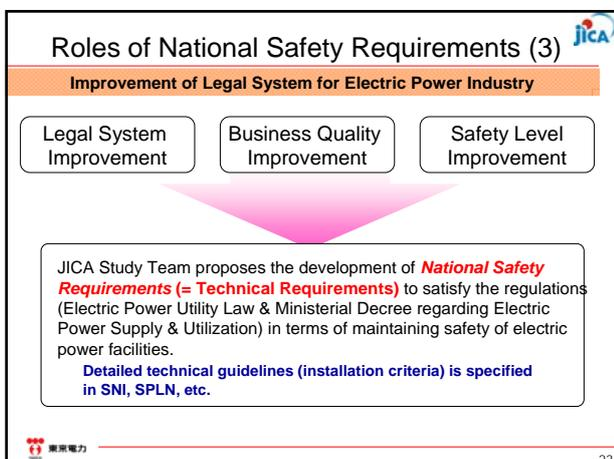 Roles of National Safety Requirements (3)
jICA
Improvement of Legal System for Electric Power Industry
Legal System
Improvement
Business Quality
Improvement
Safety Level
Improvement
JICA Study Team proposes the development of National Safety
Requirements (= Technical Requirements) to satisfy the regulations
(Electric Power Utility Law & Ministerial Decree regarding Electric
Power Supply & Utilization) in terms of maintaining safety of electric
power facilities.
Detailed technical guidelines (installation criteria) is specified
in SNI, SPLN, etc.
東京電力